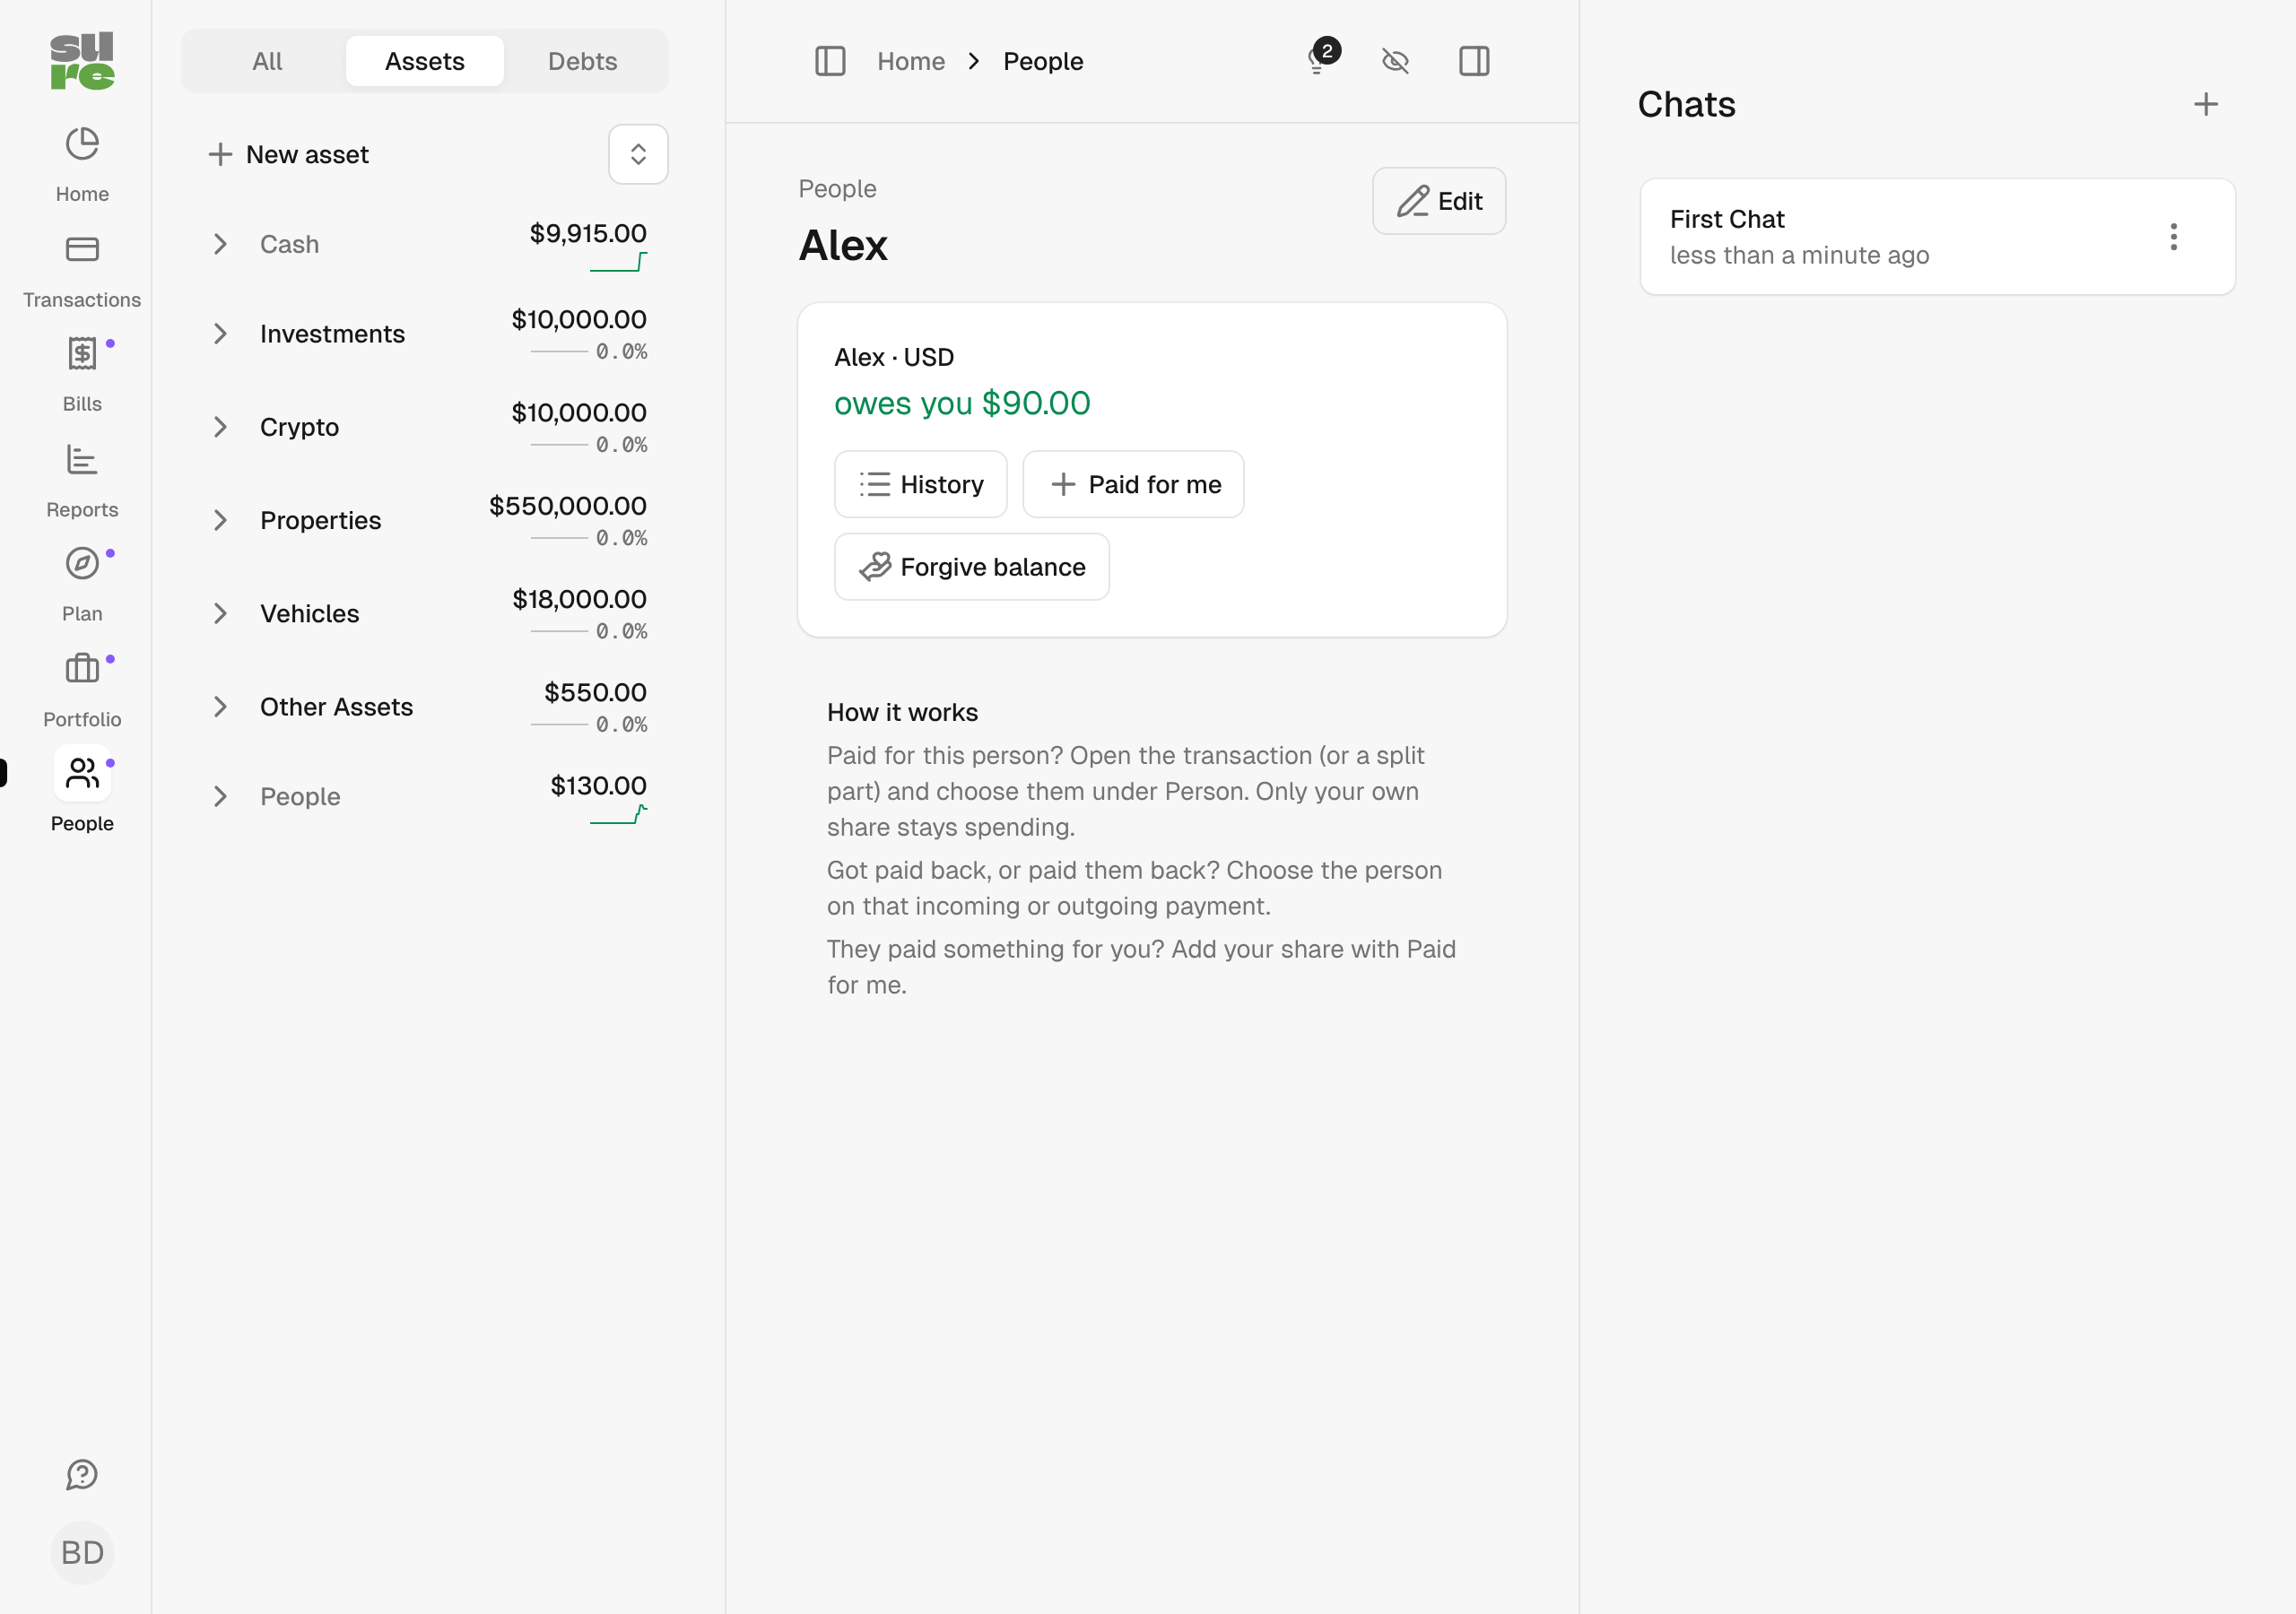 sure
Home
Transactions
Bills
Reports
Plan
Portfolio
People
BD
All
Assets
Debts
New asset
Cash
$9,915.00
Investments
$10,000.00
0.0%
Crypto
$10,000.00
0.0%
Properties
$550,000.00
0.0%
Vehicles
$18,000.00
0.0%
Other Assets
$550.00
0.0%
People
$130.00
Home > People
2
People
Alex
Edit
Alex · USD
owes you $90.00
History
Paid for me
Forgive balance
How it works
Paid for this person? Open the transaction (or a split
part) and choose them under Person. Only your own
share stays spending.
Got paid back, or paid them back? Choose the person
on that incoming or outgoing payment.
They paid something for you? Add your share with Paid
for me.
Chats
First Chat
less than a minute ago